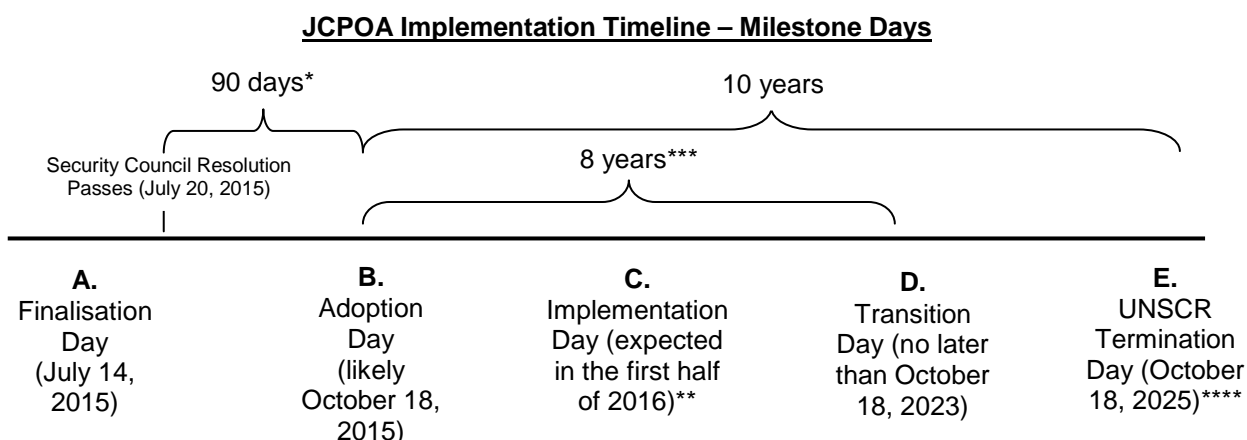 JCPOA Implementation Timeline – Milestone Days
90 days*
10 years
8 years***
Security Council Resolution
Passes (July 20, 2015)
A.
Finalisation
Day
(July 14,
2015)
B.
Adoption
Day
(likely
October 18,
2015)
C.
Implementation
Day (expected
in the first half
of 2016)**
D.
Transition
Day (no later
than October
18, 2023)
E.
UNSCR
Termination
Day (October
18, 2025)****